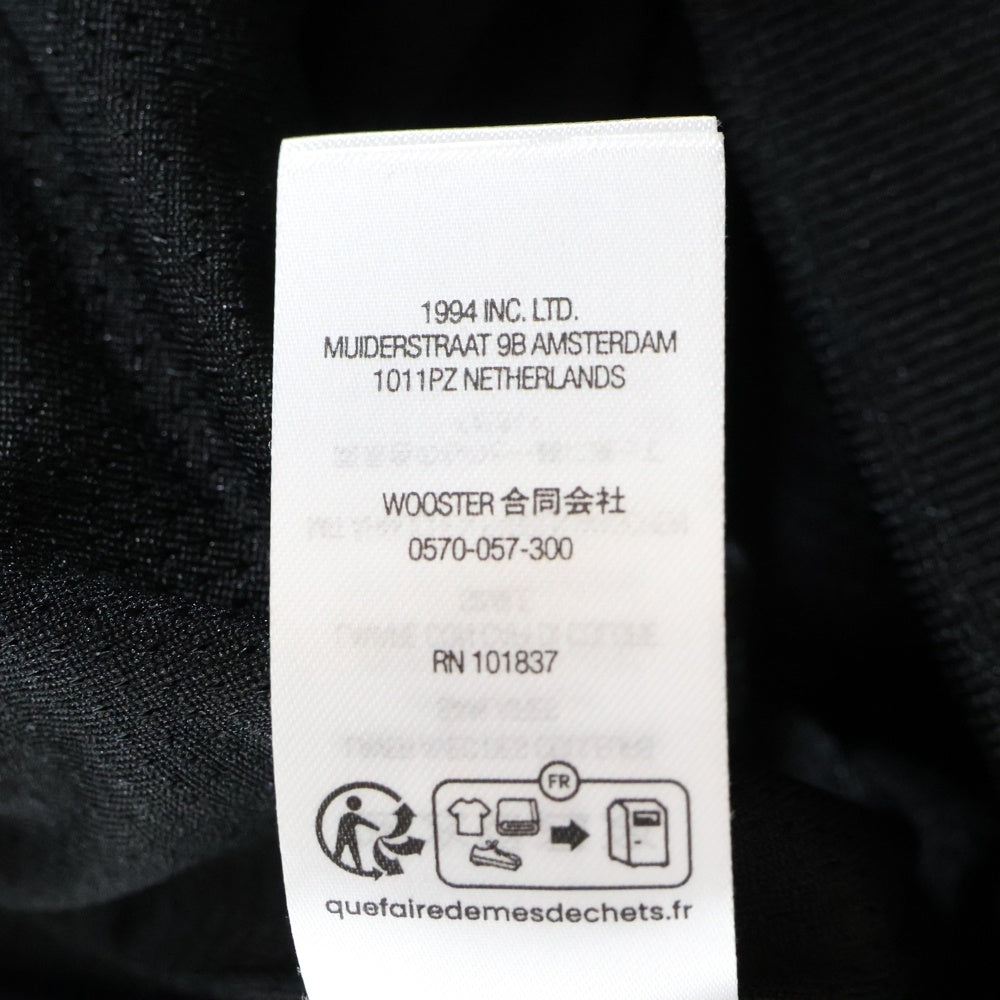 1994 INC. LTD.
MUIDERSTRAAT 9B AMSTERDAM
1011PZ NETHERLANDS
WOOSTER 合同会社
0570-057-300
RN 101837
FR
quefairedemesdechets.fr